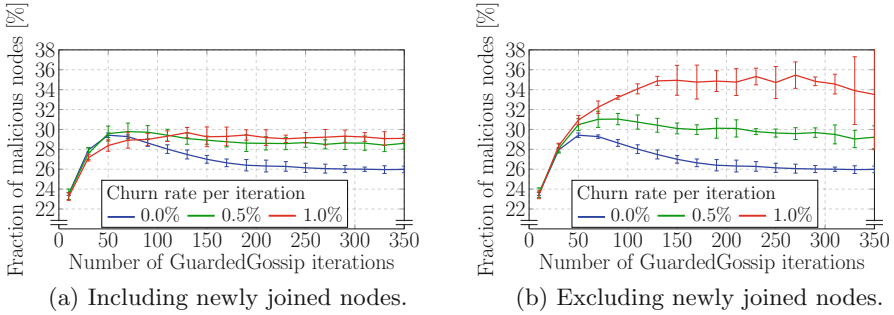 Fraction of malicious nodes [%]
38
36
34
32
30
28
26
24
22
Churn rate per iteration
0.0% 0.5% 1.0%
0 50 100 150 200 250 300 350
Number of GuardedGossip iterations
(a) Including newly joined nodes.
Fraction of malicious nodes [%]
38
36
34
32
30
28
26
24
22
Churn rate per iteration
0.0% 0.5% 1.0%
0 50 100 150 200 250 300 350
Number of GuardedGossip iterations
(b) Excluding newly joined nodes.